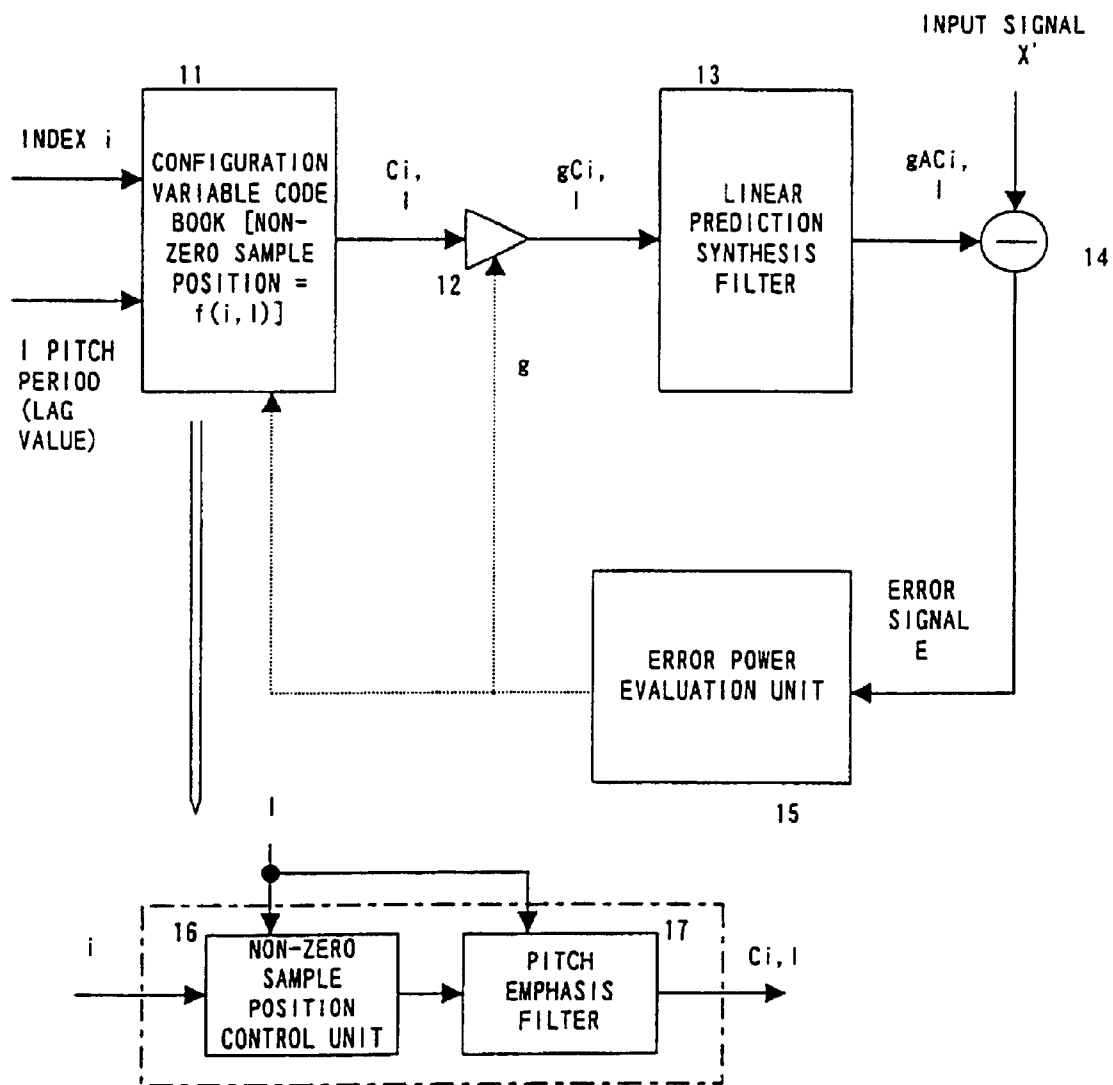 INPUT SIGNAL
X'
11
13
INDEX i
CONFIGURATION
VARIABLE CODE
BOOK [NON-
ZERO SAMPLE
POSITION =
f(i,l)]
Ci,
l
gCi,
l
LINEAR
PREDICTION
SYNTHESIS
FILTER
gACi,
l
12
14
l PITCH
PERIOD
(LAG
VALUE)
g
ERROR POWER
EVALUATION UNIT
ERROR
SIGNAL
E
15
l
i
16
NON-ZERO
SAMPLE
POSITION
CONTROL UNIT
17
PITCH
EMPHASIS
FILTER
Ci,l